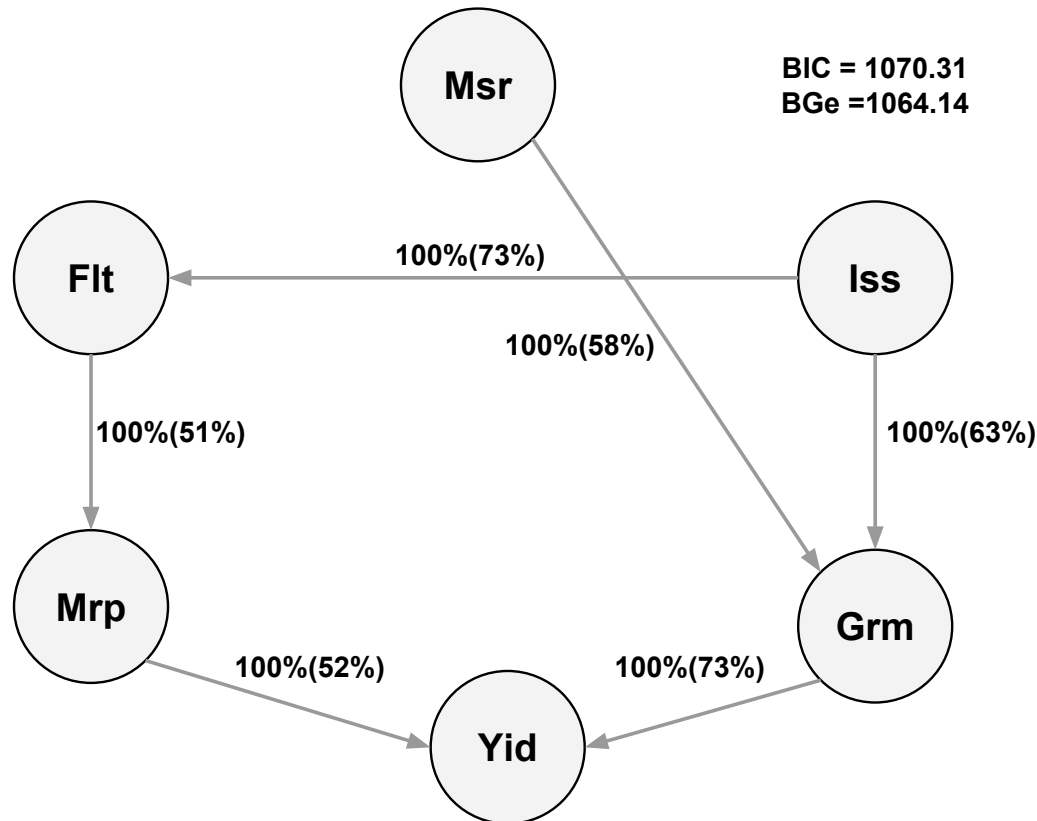 Msr
BIC = 1070.31
BGe =1064.14
Flt
100%(73%)
Iss
100%(58%)
100%(51%)
100%(63%)
Mrp
Grm
100%(52%)
100%(73%)
Yid